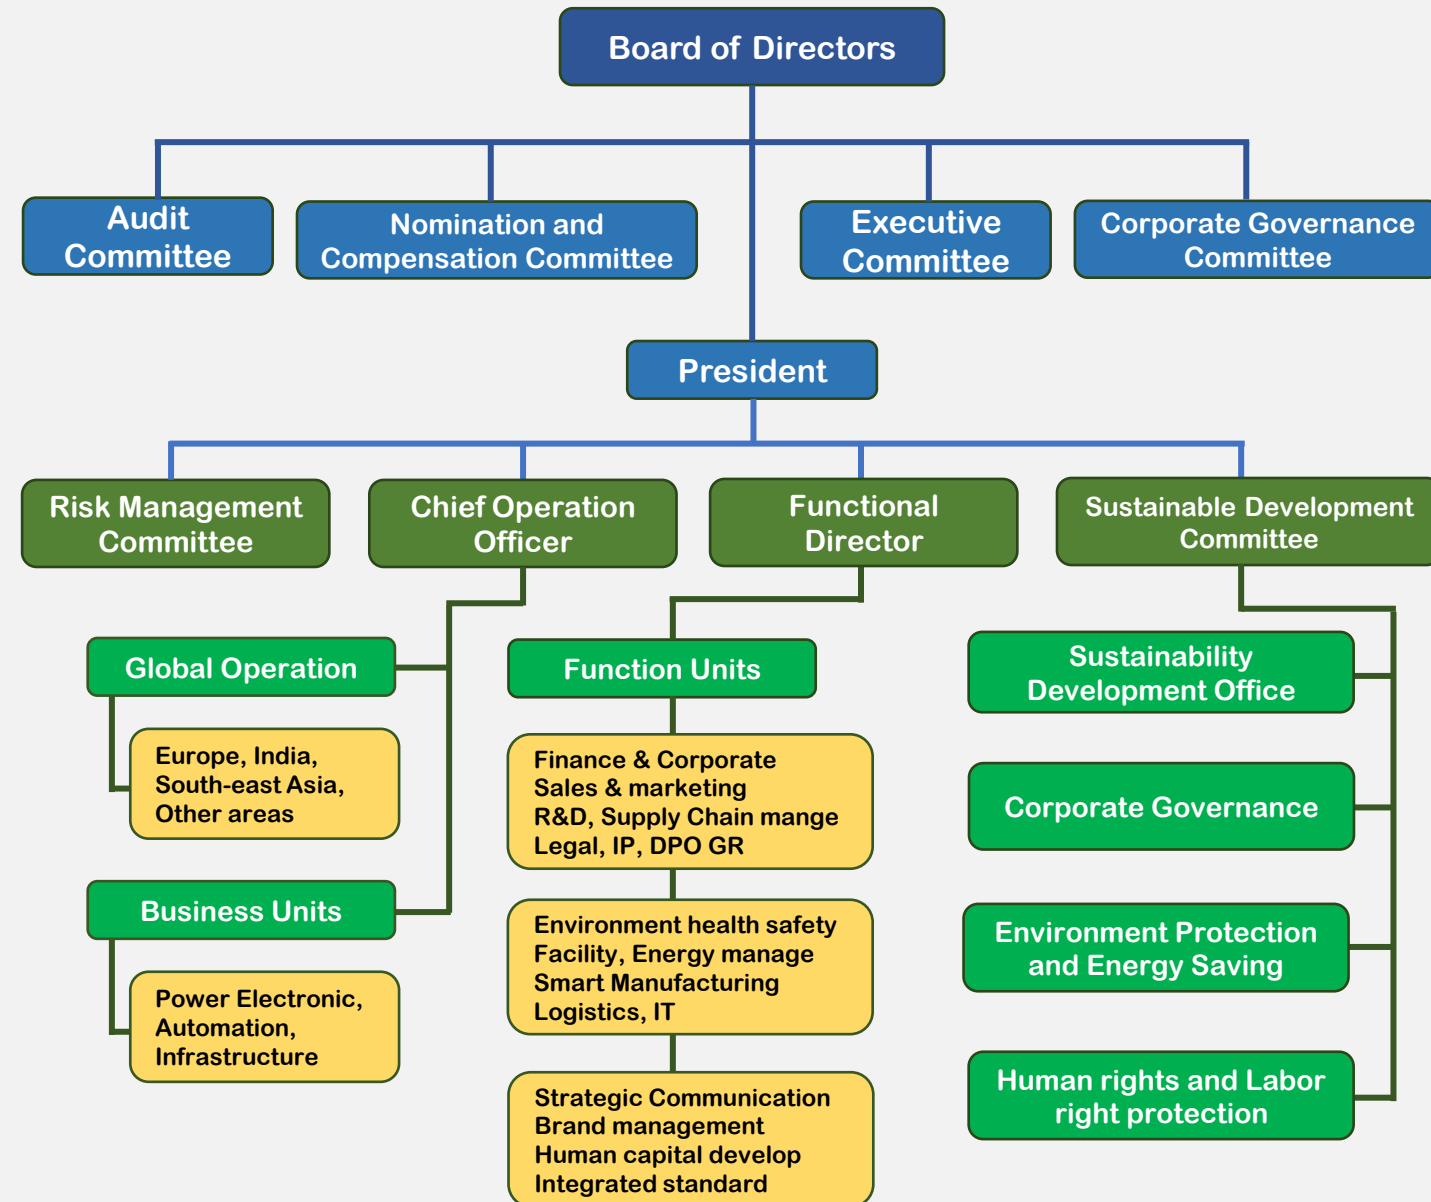 Board of Directors
Audit
Committee
Nomination and
Compensation Committee
Executive
Committee
Corporate Governance
Committee
President
Risk Management
Committee
Chief Operation
Officer
Functional
Director
Sustainable Development
Committee
Global Operation
Europe, India,
South-east Asia,
Other areas
Business Units
Power Electronic,
Automation,
Infrastructure
Function Units
Finance & Corporate
Sales & marketing
R&D, Supply Chain mange
Legal, IP, DPO GR
Environment health safety
Facility, Energy manage
Smart Manufacturing
Logistics, IT
Strategic Communication
Brand management
Human capital develop
Integrated standard
Sustainability
Development Office
Corporate Governance
Environment Protection
and Energy Saving
Human rights and Labor
right protection